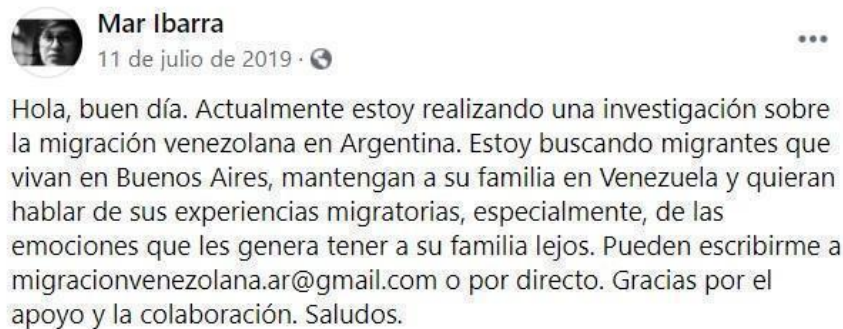 Mar Ibarra
11 de julio de 2019 ·
Hola, buen día. Actualmente estoy realizando una investigación sobre
la migración venezolana en Argentina. Estoy buscando migrantes que
vivan en Buenos Aires, mantengan a su familia en Venezuela y quieran
hablar de sus experiencias migratorias, especialmente, de las
emociones que les genera tener a su familia lejos. Pueden escribirme a
migracionvenezolana.ar@gmail.com o por directo. Gracias por el
apoyo y la colaboración. Saludos.